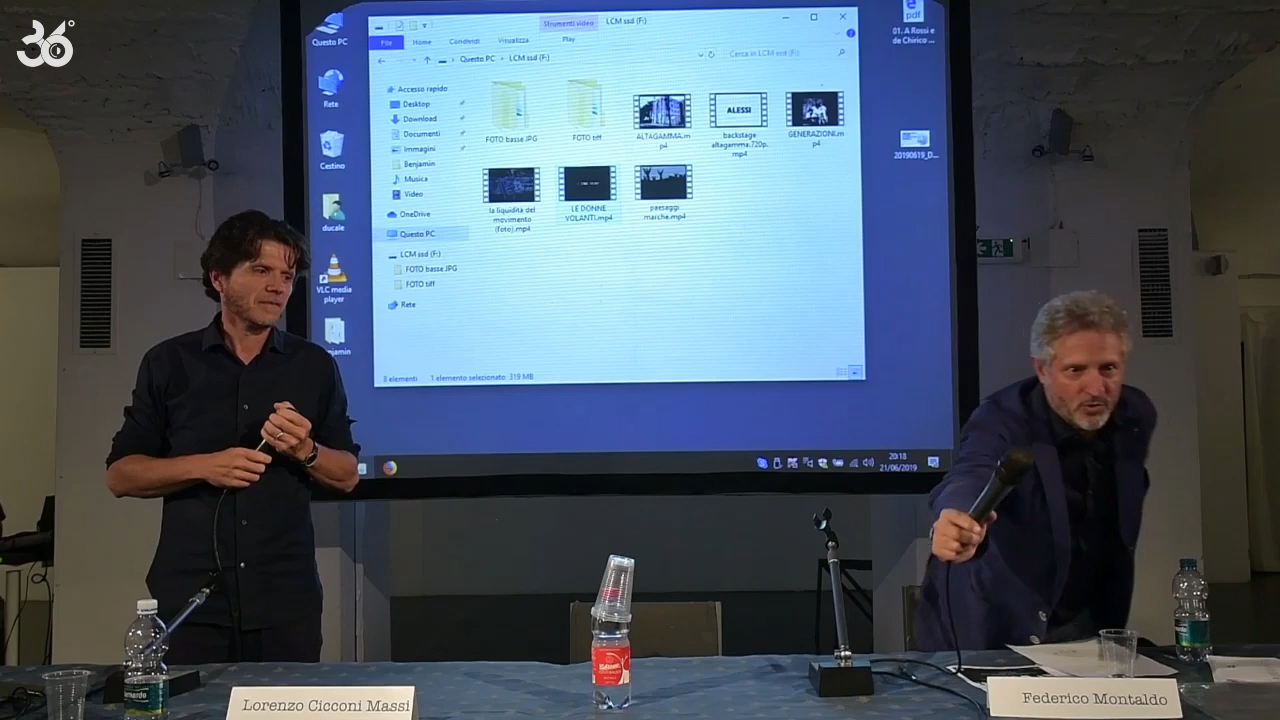 36°
Questo PC
Rete
Cestino
ducale
VLC media
player
njamin
Strumenti video
LCM ssd (F:)
File
Home
Condividi
Visualizza
Play
Questo PC > LCM ssd (F:)
Cerca in LCM ssd (F:)
Accesso rapido
Desktop
Download
Documenti
Immagini
Benjamin
Musica
Video
OneDrive
Questo PC
LCM ssd (F:)
FOTO basse JPG
FOTO tiff
Rete
FOTO basse JPG
FOTO tiff
ALTAGAMMA.m
p4
ALESSI
backstage
altagamma.720p.
mp4
GENERAZIONI.m
p4
la liquidità del
movimento
(foto).mp4
LE DONNE
VOLANTI.mp4
paesaggi
marche.mp4
8 elementi
1 elemento selezionato 319 MB
pdf
01. A Rossi e
de Chirico ...
20190619_D...
20:18
21/06/2019
Lorenzo Cicconi Massi
Federico Montaldo